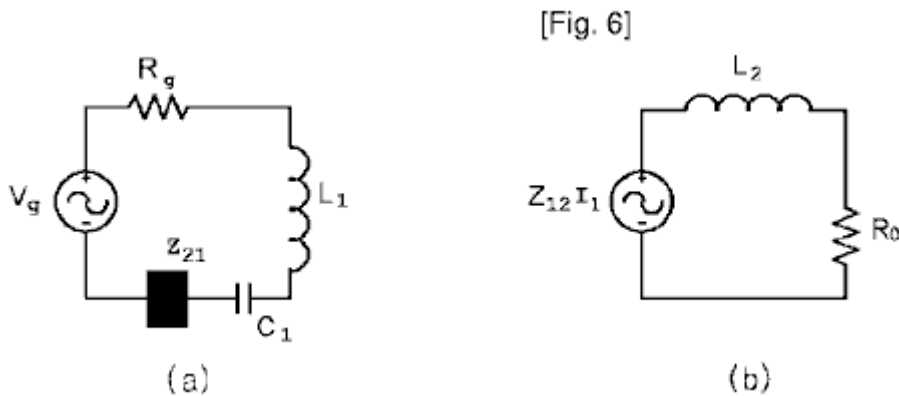 [Fig. 6]
R g
V g
L 1
Z 21
C 1
(a)
L 2
Z 12 I 1
R 0
(b)